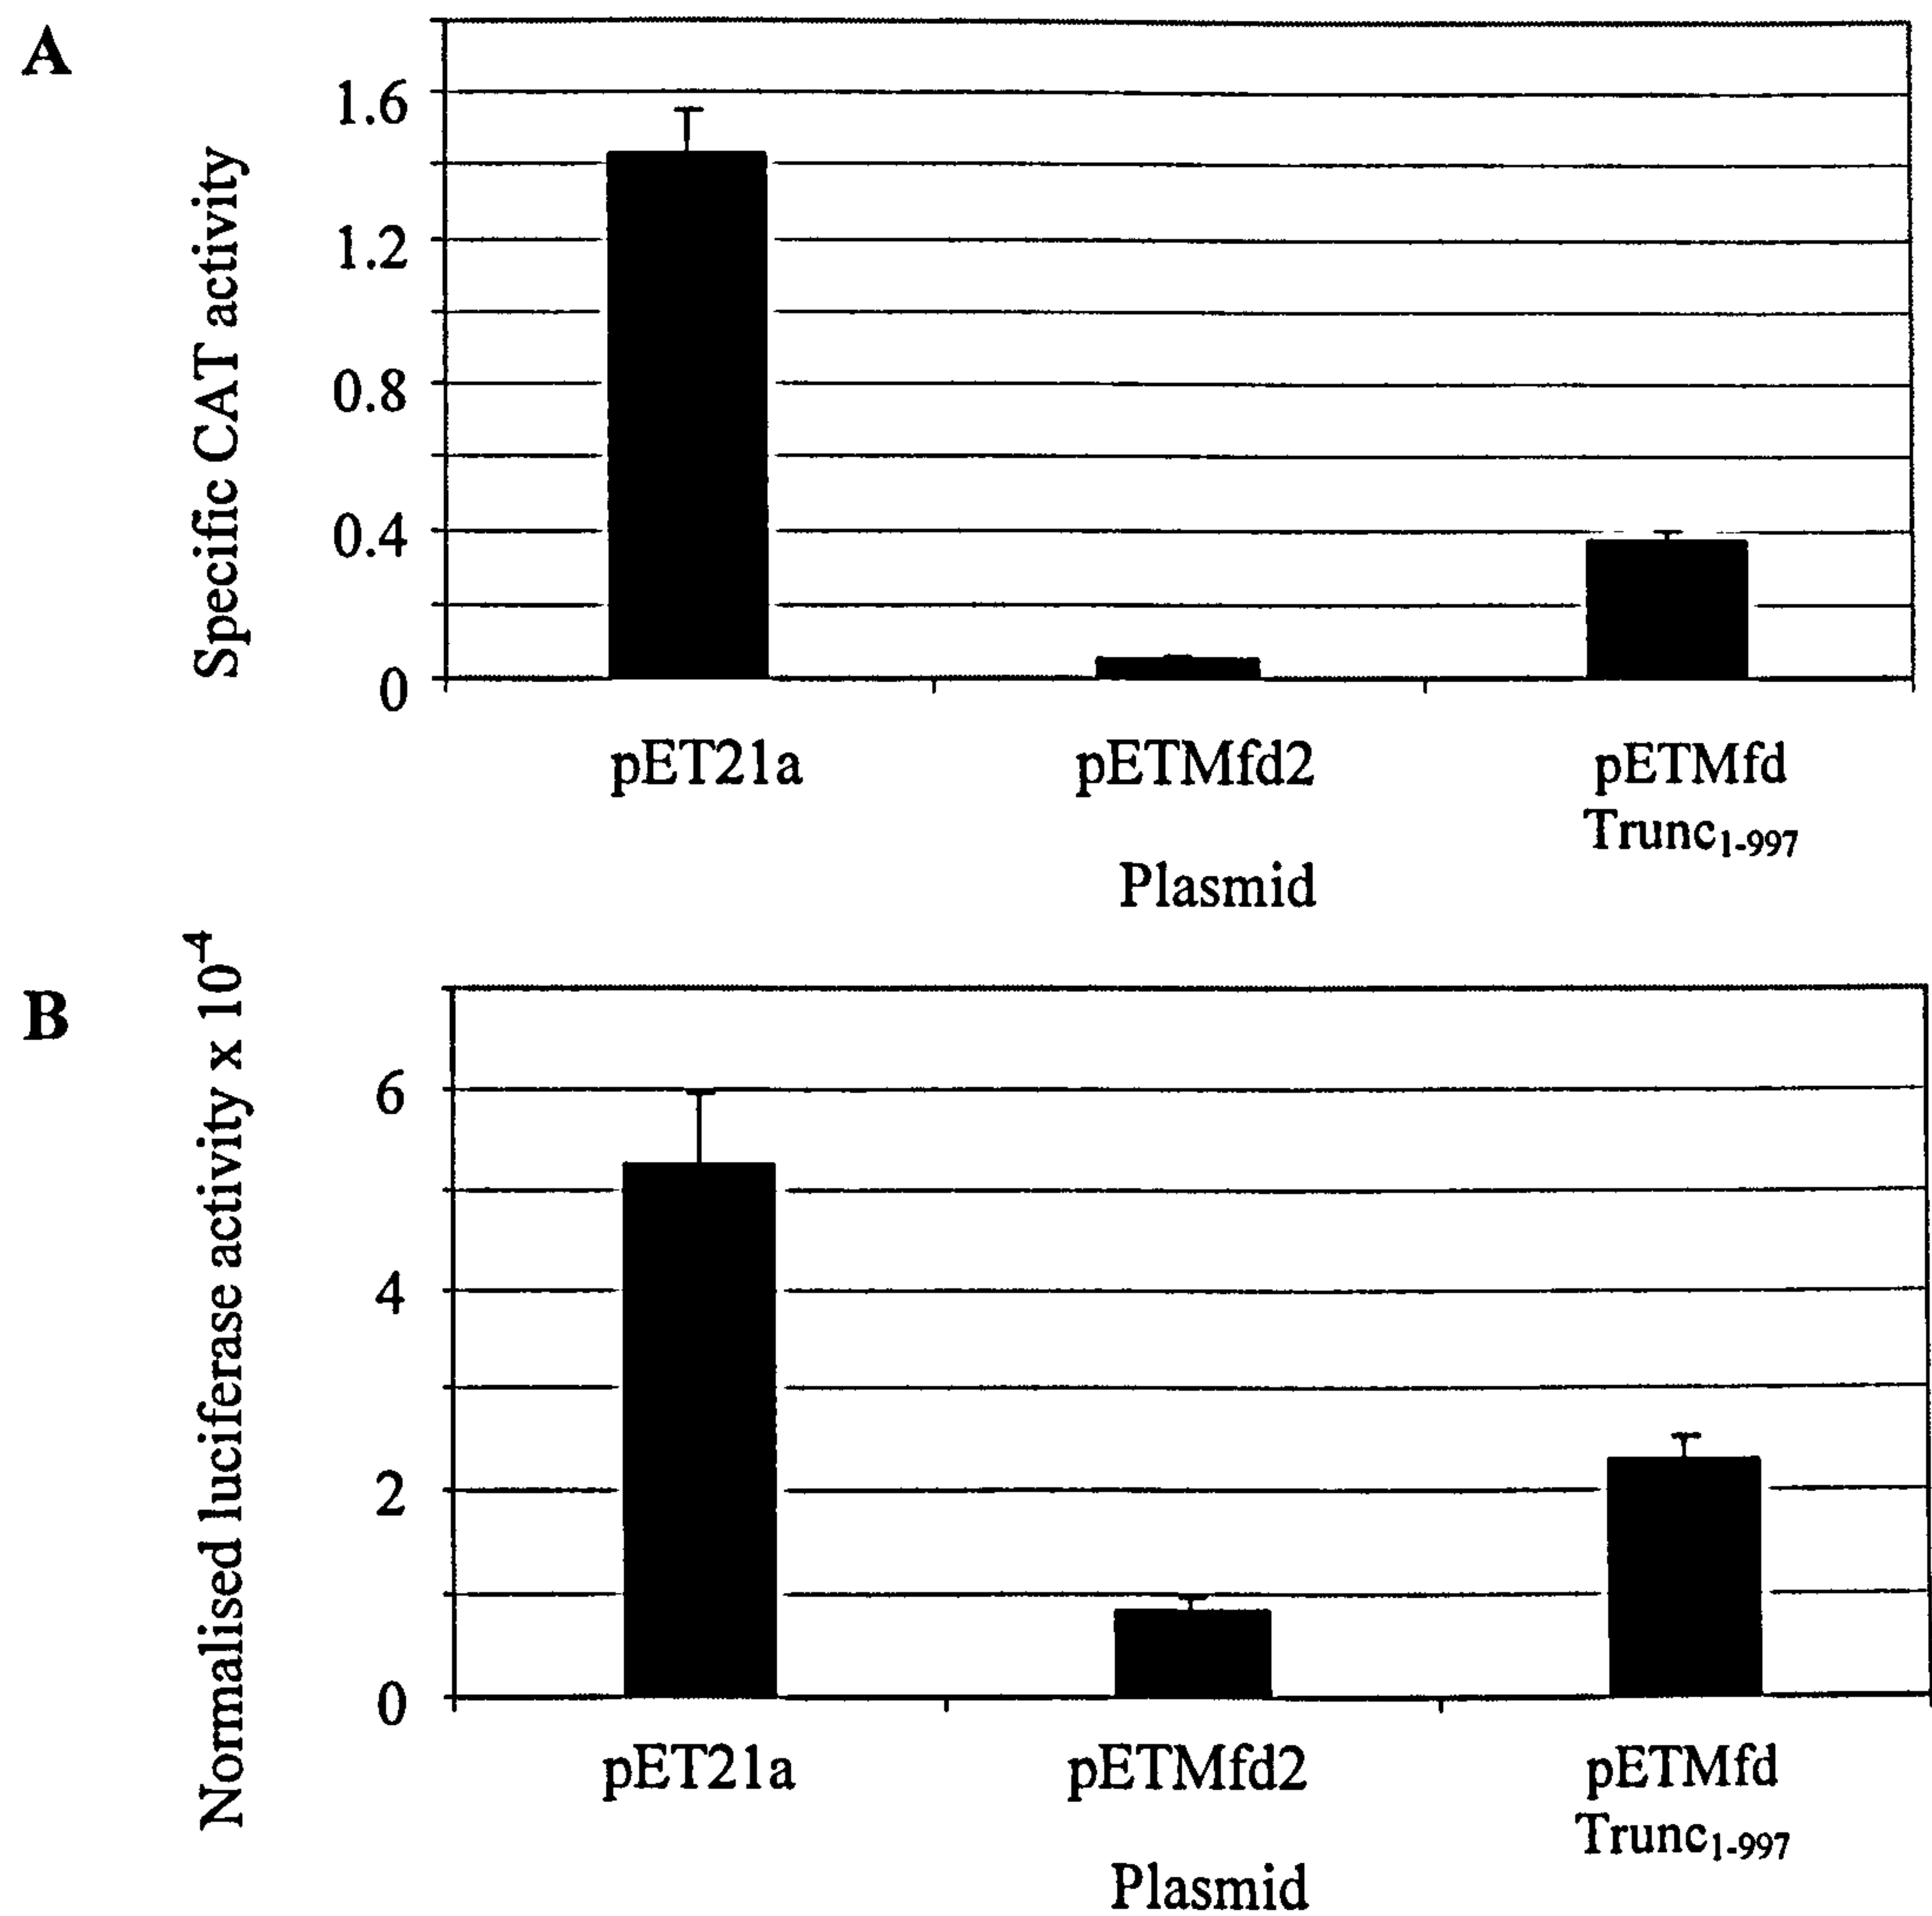 A
Specific CAT activity
1.6
1.2
0.8
0.4
0
pET21a pETMfd2 pETMfd
Trunc₁₋₉₉₇
Plasmid
B
Normalised luciferase activity x 10⁻⁴
6
4
2
0
pET21a pETMfd2 pETMfd
Trunc₁₋₉₉₇
Plasmid